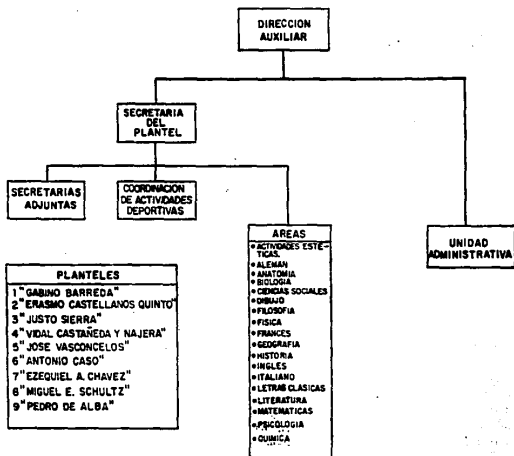 DIRECCION
AUXILIAR
SECRETARIA
DEL
PLANTEL
SECRETARIAS
ADJUNTAS
COORDINACION
DE ACTIVIDADES
DEPORTIVAS
AREAS
• ACTIVIDADES ESTÉ-
TICAS.
• ALEMAN
• ANATOMIA
• BIOLOGIA
• CIENCIAS SOCIALES
• DIBUJO
• FILOSOFIA
• FISICA
• FRANCES
• GEOGRAFIA
• HISTORIA
• INGLES
• ITALIANO
• LETRAS CLASICAS
• LITERATURA
• MATEMATICAS
• PSICOLOGIA
• QUIMICA
UNIDAD
ADMINISTRATIVA
PLANTELES
1 "GABINO BARREDA"
2 "ERASMO CASTELLANOS QUINTO"
3 "JUSTO SIERRA"
4 "VIDAL CASTAÑEDA Y NAJERA"
5 "JOSE VASCONCELOS"
6 "ANTONIO CASO"
7 "EZEQUIEL A. CHAVEZ"
8 "MIGUEL E. SCHULTZ"
9 "PEDRO DE ALBA"